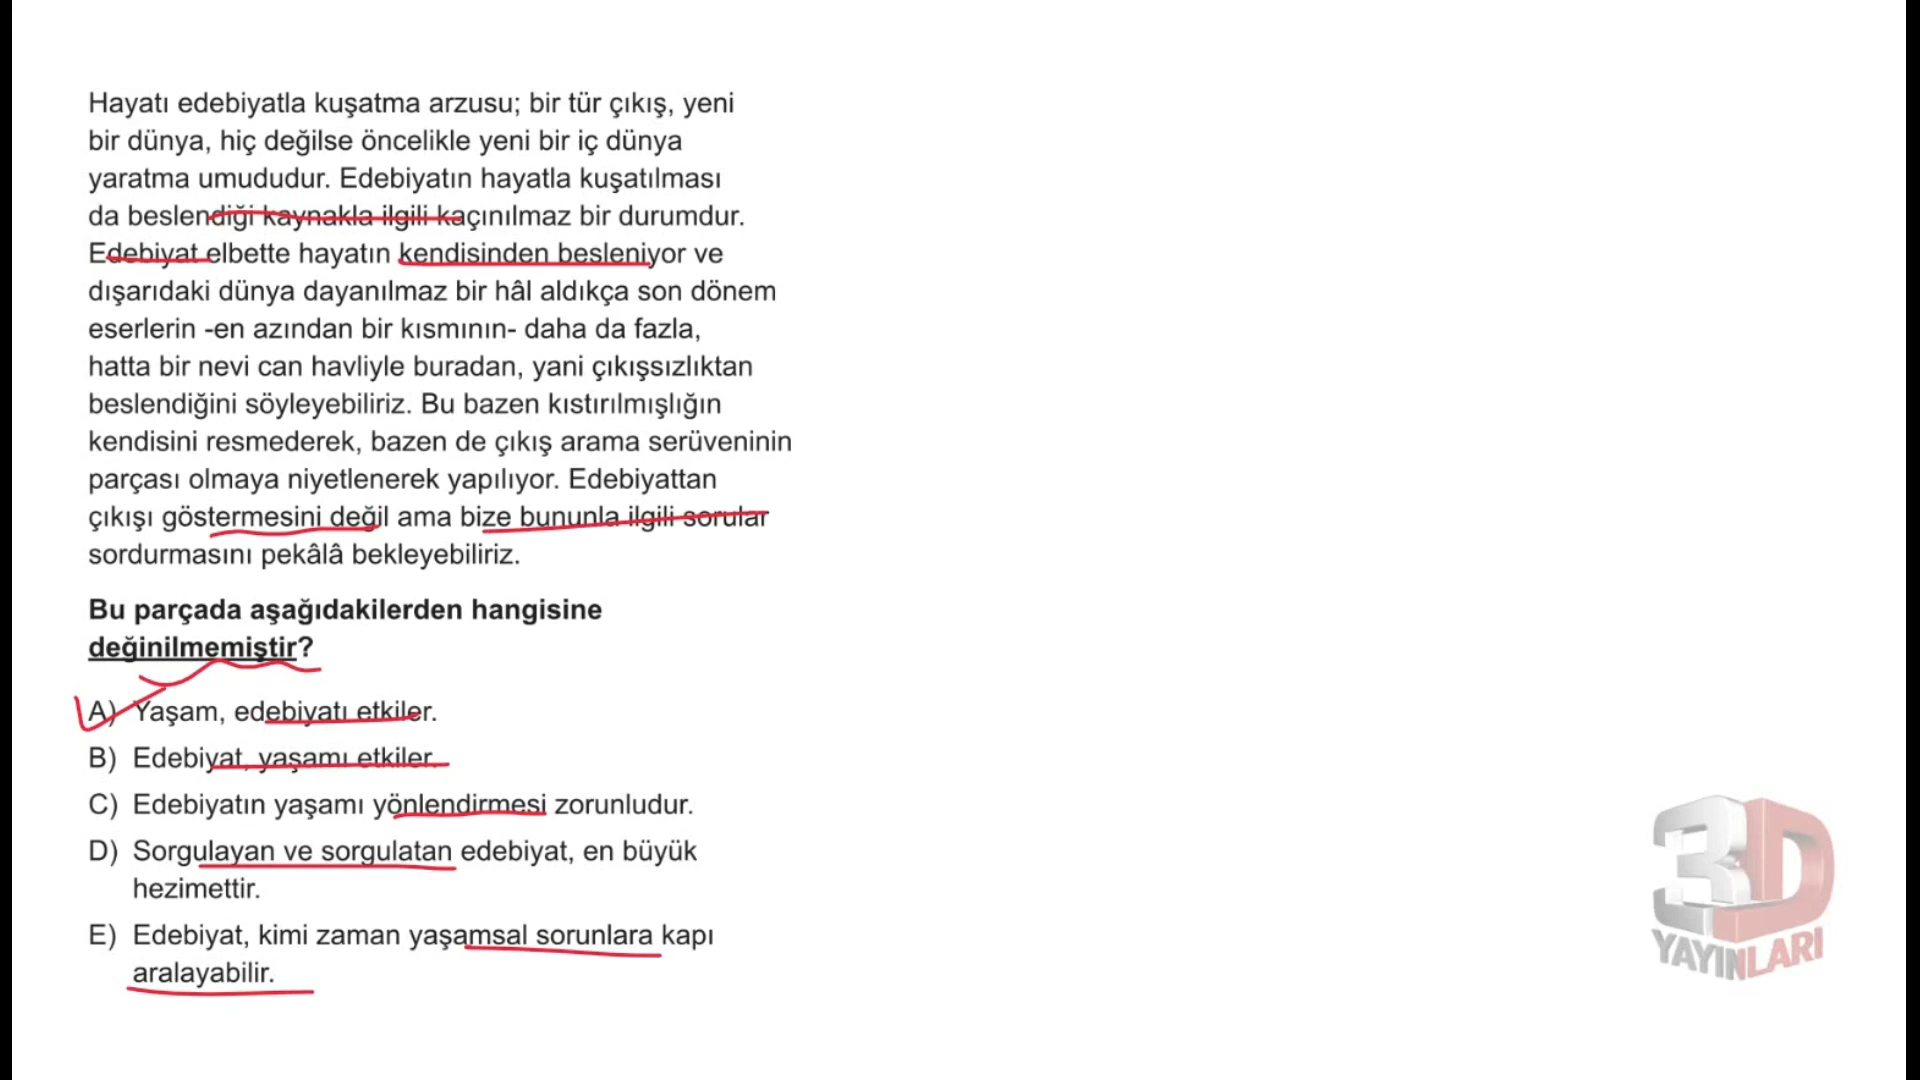 Hayatı edebiyatla kuşatma arzusu; bir tür çıkış, yeni
bir dünya, hiç değilse öncelikle yeni bir iç dünya
yaratma umududur. Edebiyatın hayatla kuşatılması
da beslendiği kaynakla ilgili kaçınılmaz bir durumdur.
Edebiyat elbette hayatın kendisinden besleniyor ve
dışarıdaki dünya dayanılmaz bir hâl aldıkça son dönem
eserlerin -en azından bir kısmının- daha da fazla,
hatta bir nevi can havliyle buradan, yani çıkışsızlıktan
beslendiğini söyleyebiliriz. Bu bazen kıstırılmışlığın
kendisini resmederek, bazen de çıkış arama serüveninin
parçası olmaya niyetlenerek yapılıyor. Edebiyattan
çıkışı göstermesini değil ama bize bununla ilgili sorular
sordurmasını pekâlâ bekleyebiliriz.
Bu parçada aşağıdakilerden hangisine
değinilmemiştir?
A) Yaşam, edebiyatı etkiler.
B) Edebiyat, yaşamı etkiler.
C) Edebiyatın yaşamı yönlendirmesi zorunludur.
D) Sorgulayan ve sorgulatan edebiyat, en büyük
hezimettir.
E) Edebiyat, kimi zaman yaşamsal sorunlara kapı
aralayabilir.
3D
YAYINLARI